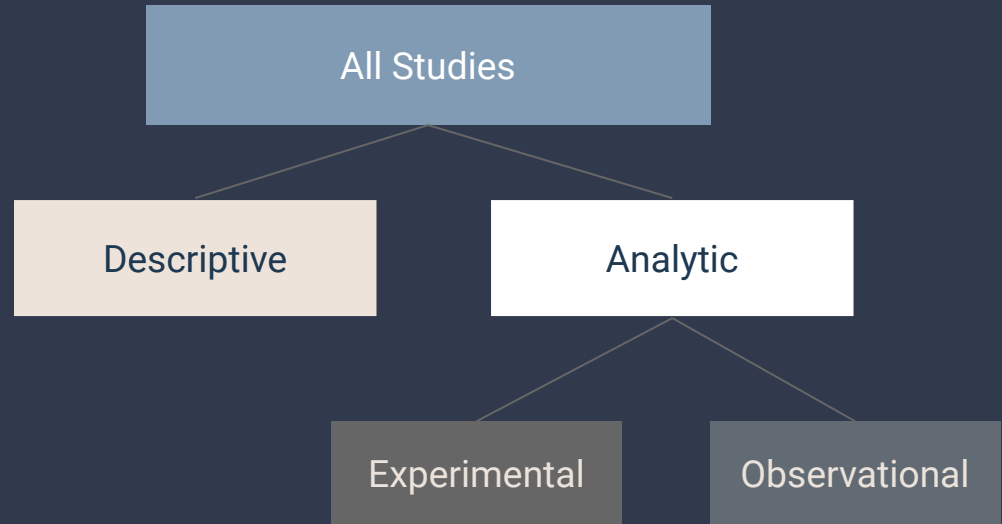 All Studies
Descriptive
Analytic
Experimental
Observational